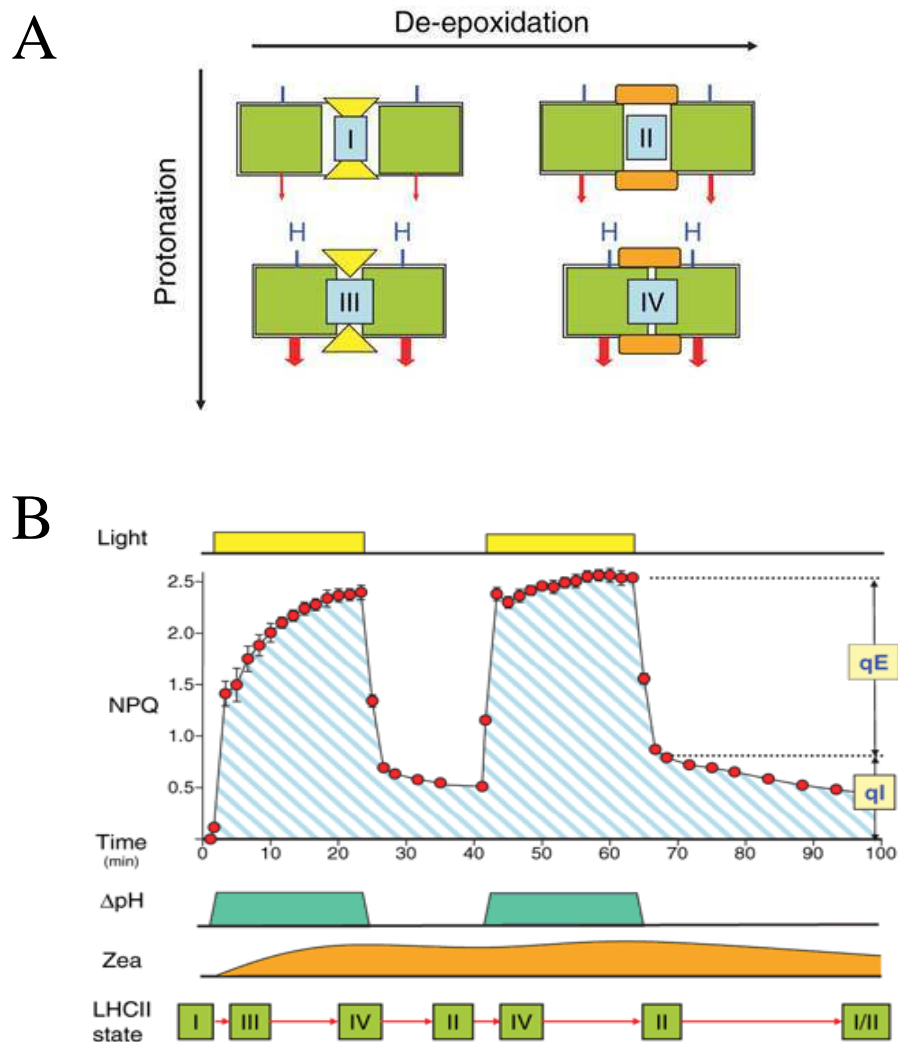 A
De-epoxidation
Protonation
I
II
H H
H H
III
IV
B
Light
2.5
2.0
NPQ
1.5
1.0
0.5
qE
qI
Time
(min)
0 10 20 30 40 50 60 70 80 90 100
ΔpH
Zea
LHCII
state
I III IV II IV II I/II